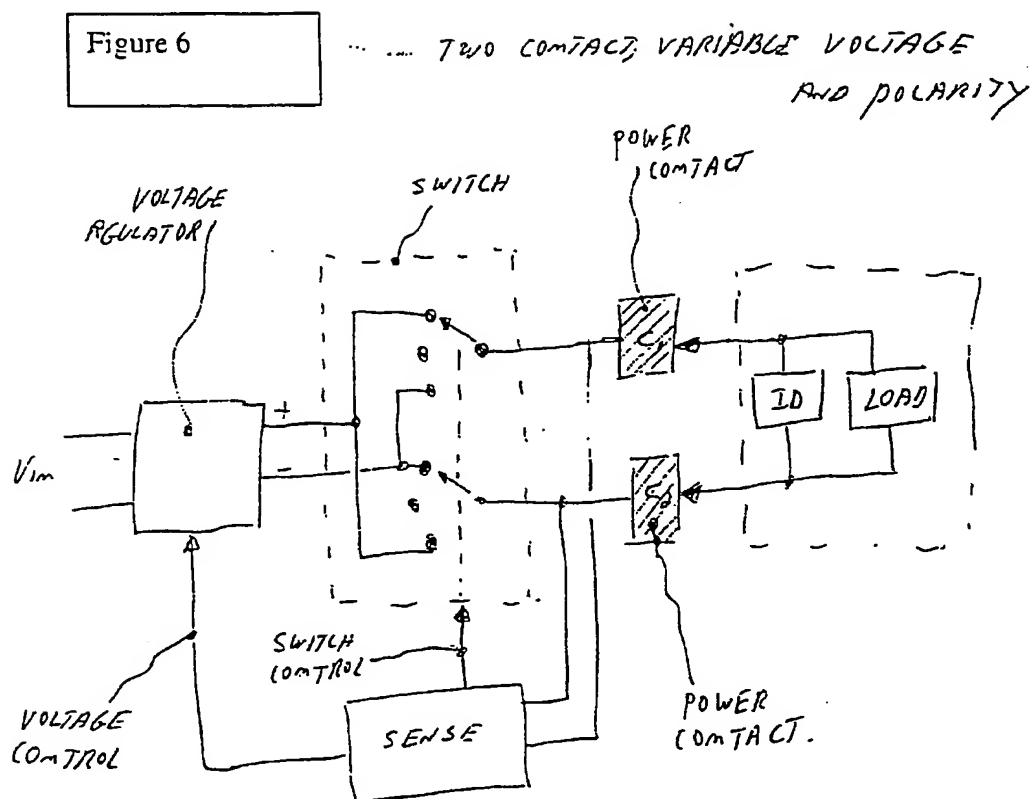 Figure 6
... .... TWO CONTACT, VARIABLE VOLTAGE
AND POLARITY
POWER
CONTACT
SWITCH
VOLTAGE
RGULATOR
+
-
Vin
ID
LOAD
SWITCH
CONTROL
VOLTAGE
CONTROL
SENSE
POWER
CONTACT.